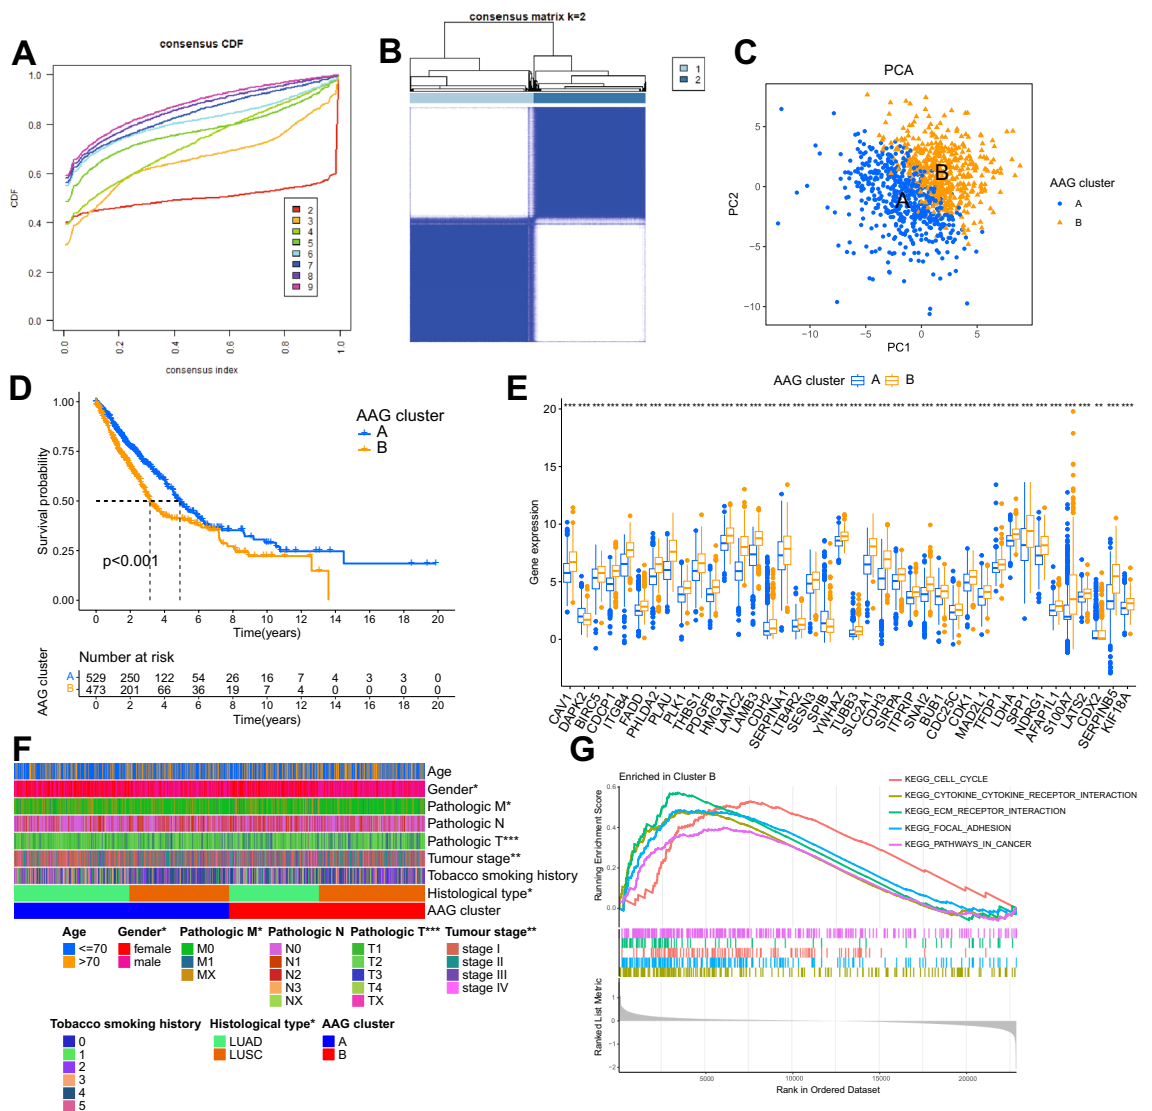 A
consensus CDF
CDF
1.0
0.8
0.6
0.4
0.2
0.0
0.0
0.2
0.4
0.6
0.8
1.0
consensus index
2
3
4
5
6
7
8
9
B
consensus matrix k=2
1
2
C
PCA
PC2
5
0
−5
−10
−10
−5
0
5
PC1
A
B
AAG cluster
A
B
D
Survival probability
1.00
0.75
0.50
0.25
0.00
p<0.001
AAG cluster
A
B
0 2 4 6 8 10 12 14 16 18 20
Time(years)
Number at risk
AAG cluster
A 529 250 122 54 26 16 7 4 3 3 0
B 473 201 66 36 19 7 4 0 0 0 0
0 2 4 6 8 10 12 14 16 18 20
Time(years)
E
AAG cluster A B
Gene expression
20
15
10
5
0
*** *** *** *** *** *** *** *** *** *** *** *** *** *** *** *** *** *** *** *** *** *** *** *** *** *** *** *** *** *** *** *** *** *** *** *** *** ** *** ***
CAV1
DAPK2
BIRC5
CDCP1
ITGB4
FADD
PHLDA2
PLAU
PLK1
THBS1
PDGFB
HMGA1
LAMC2
LAMB3
CDH2
SERPINA1
LTB4R2
SESN3
SPIB
YWHAZ
TUBB3
SLC2A1
CDH3
SIRPA
ITPRIP
SNAI2
BUB1
CDC25C
CDK1
MAD2L1
TFDP1
LDHA
SPP1
NDRG1
AFAP1L1
S100A7
LATS2
CDX2
SERPINB5
KIF18A
F
Age
Gender*
Pathologic M*
Pathologic N
Pathologic T***
Tumour stage**
Tobacco smoking history
Histological type*
AAG cluster
Age
<=70
>70
Gender*
female
male
Pathologic M*
M0
M1
MX
Pathologic N
N0
N1
N2
N3
NX
Pathologic T***
T1
T2
T3
T4
TX
Tumour stage**
stage I
stage II
stage III
stage IV
Tobacco smoking history
0
1
2
3
4
5
Histological type*
LUAD
LUSC
AAG cluster
A
B
G
Enriched in Cluster B
Running Enrichment Score
0.6
0.4
0.2
0.0
KEGG_CELL_CYCLE
KEGG_CYTOKINE_CYTOKINE_RECEPTOR_INTERACTION
KEGG_ECM_RECEPTOR_INTERACTION
KEGG_FOCAL_ADHESION
KEGG_PATHWAYS_IN_CANCER
Ranked List Metric
1
0
−1
−2
5000
10000
15000
20000
Rank in Ordered Dataset